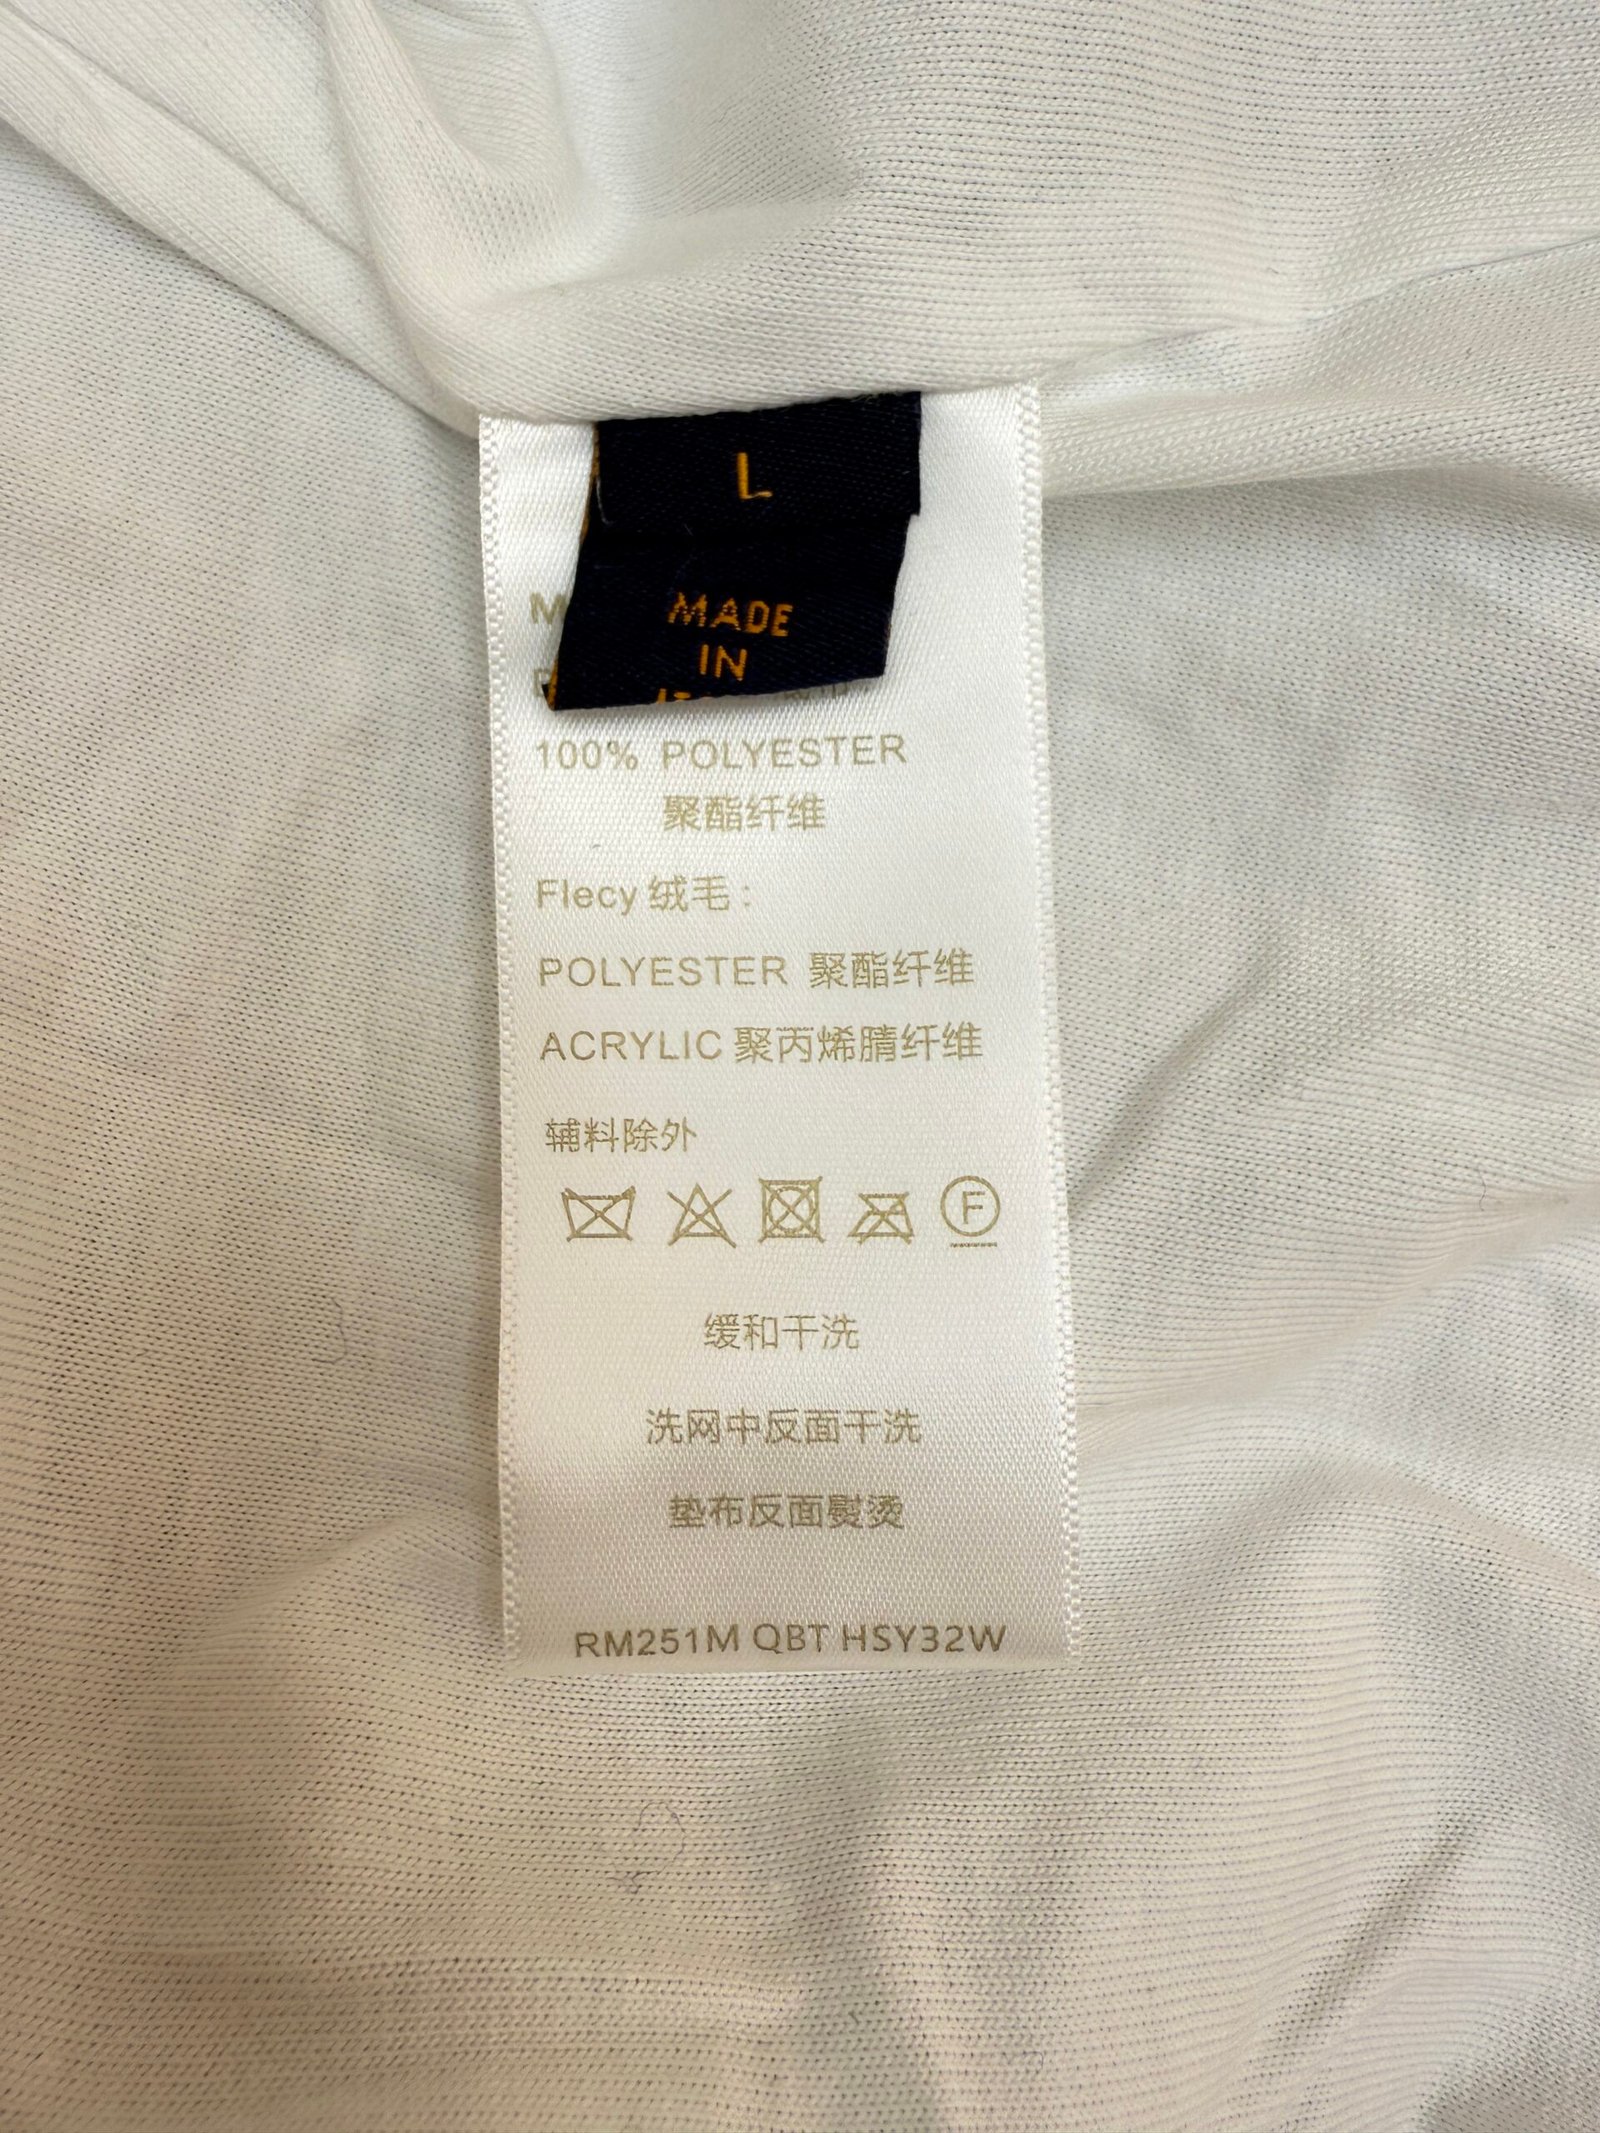 L
MADE
IN
100% POLYESTER
聚酯纤维
Flecy 绒毛：
POLYESTER 聚酯纤维
ACRYLIC 聚丙烯腈纤维
辅料除外
F
缓和干洗
洗网中反面干洗
垫布反面熨烫
RM251M QBT HSY32W